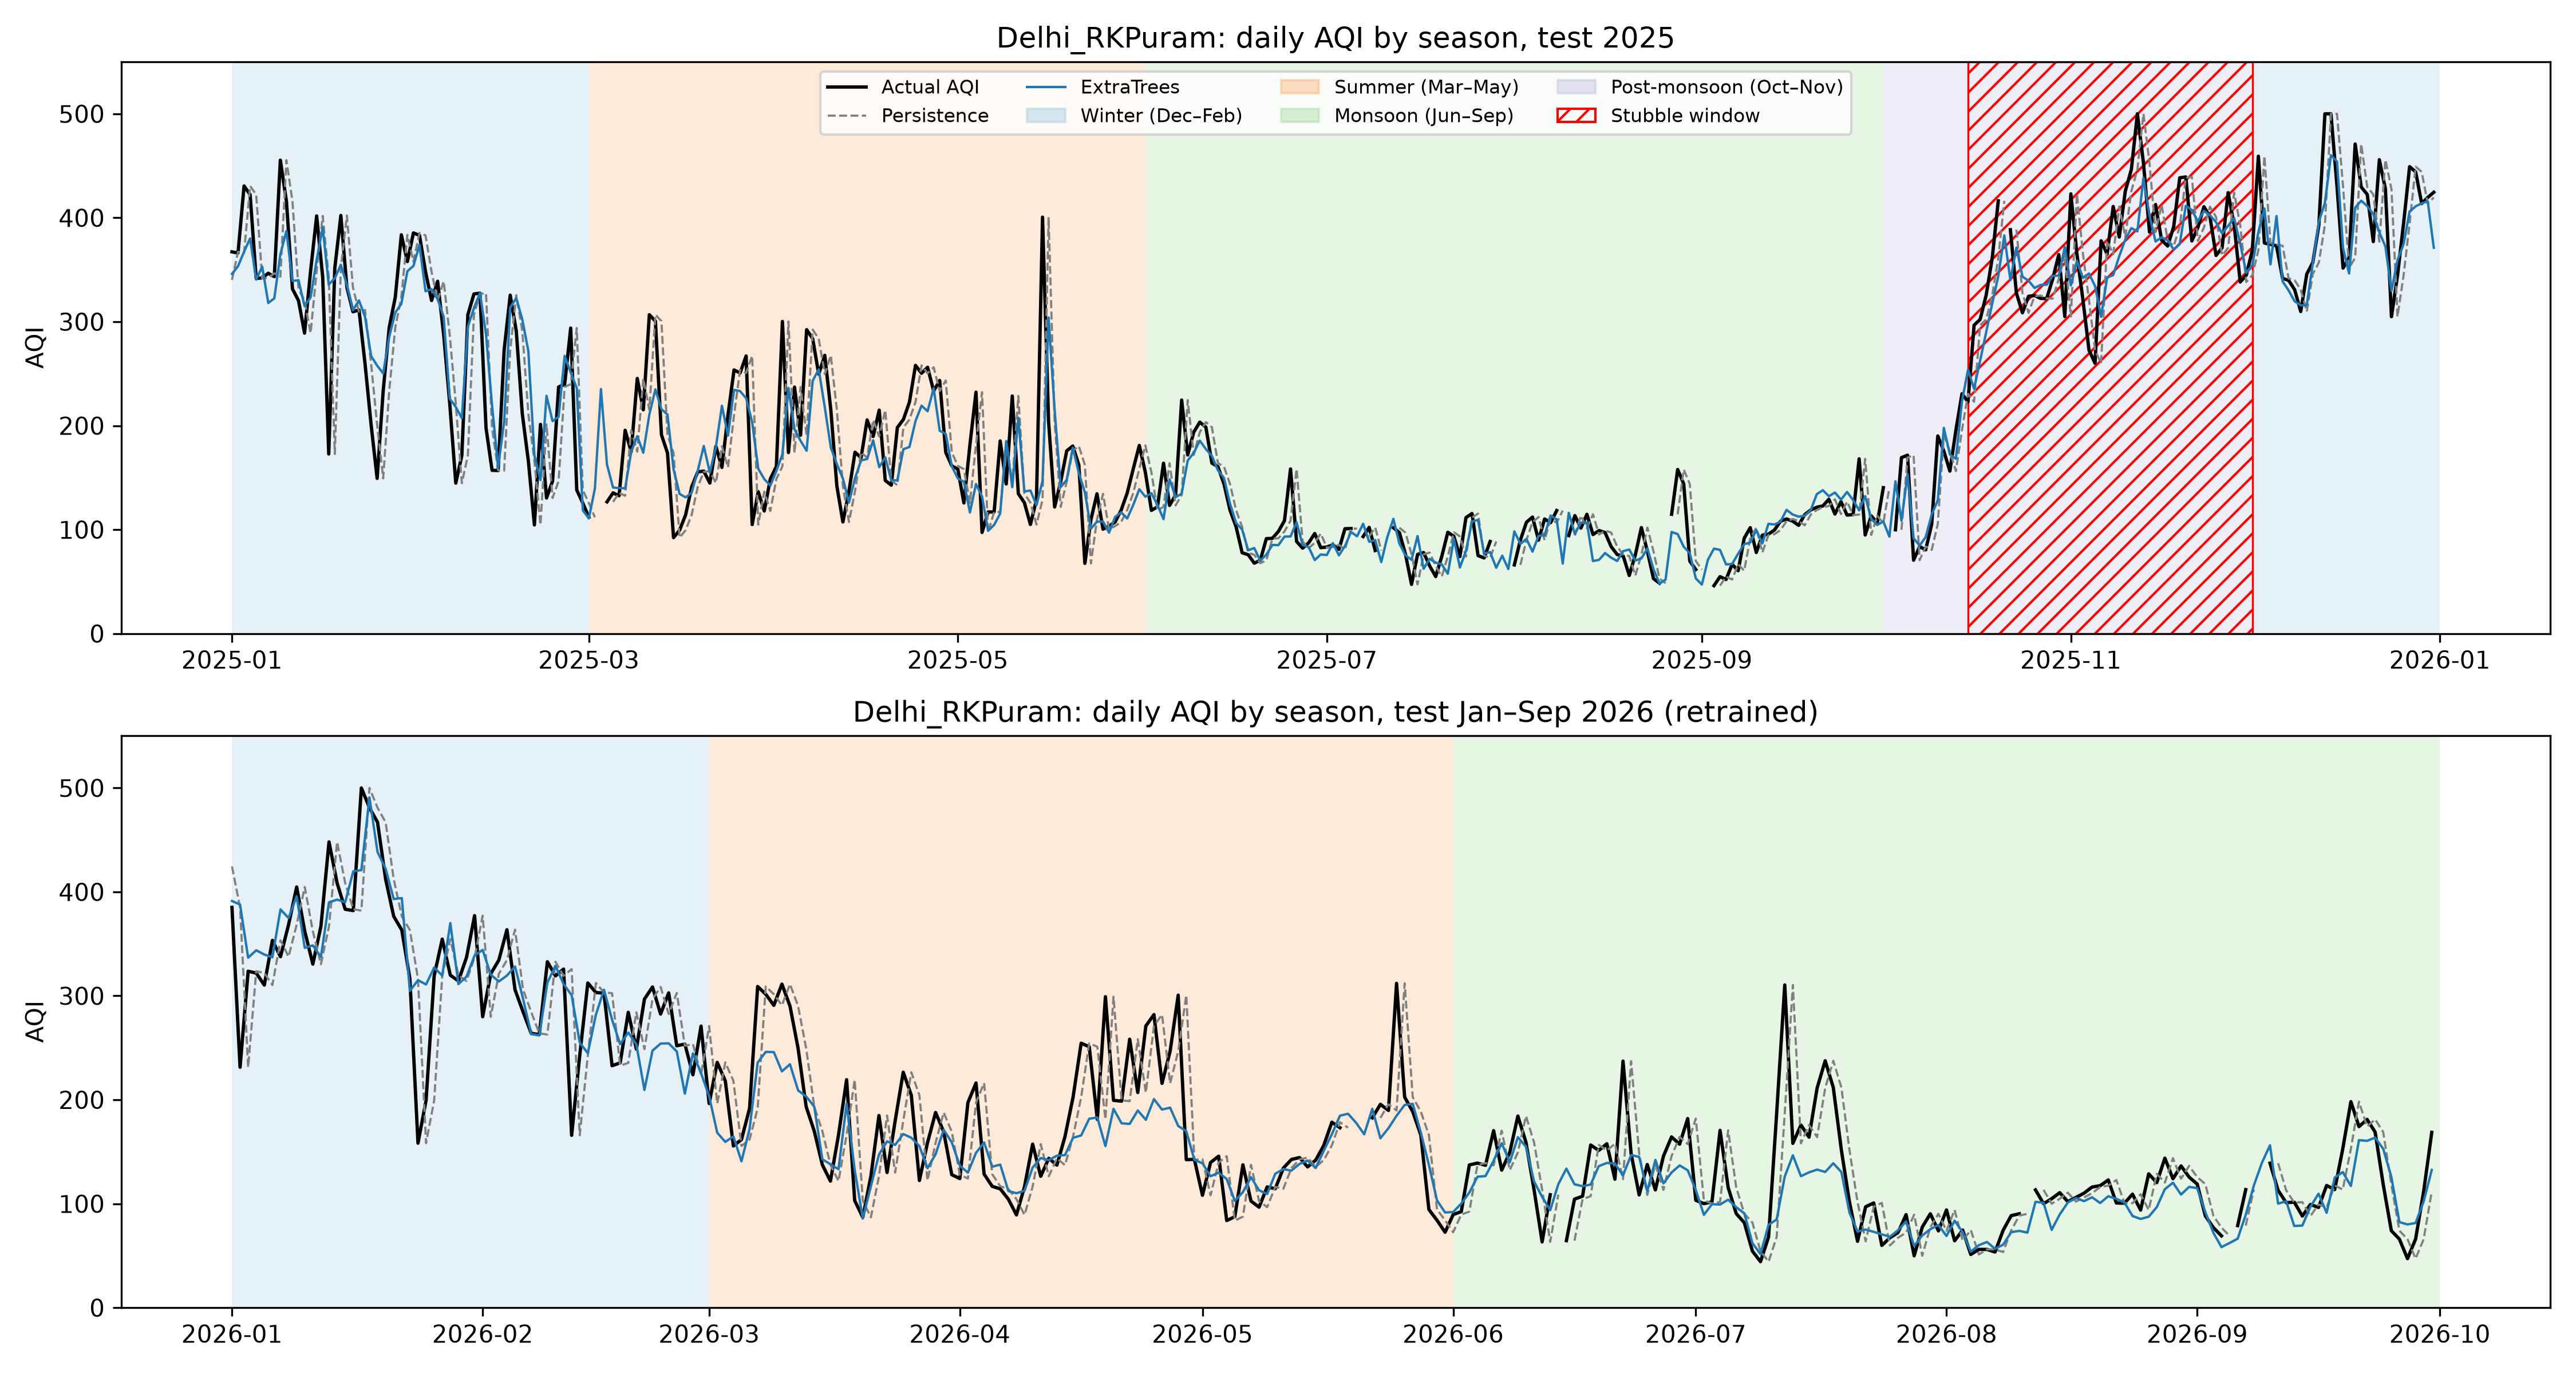 Delhi_RKPuram: daily AQI by season, test 2025
Actual AQI
Persistence
ExtraTrees
Winter (Dec–Feb)
Summer (Mar–May)
Monsoon (Jun–Sep)
Post-monsoon (Oct–Nov)
Stubble window
AQI
500
400
300
200
100
0
2025-01 2025-03 2025-05 2025-07 2025-09 2025-11 2026-01
Delhi_RKPuram: daily AQI by season, test Jan–Sep 2026 (retrained)
AQI
500
400
300
200
100
0
2026-01 2026-02 2026-03 2026-04 2026-05 2026-06 2026-07 2026-08 2026-09 2026-10